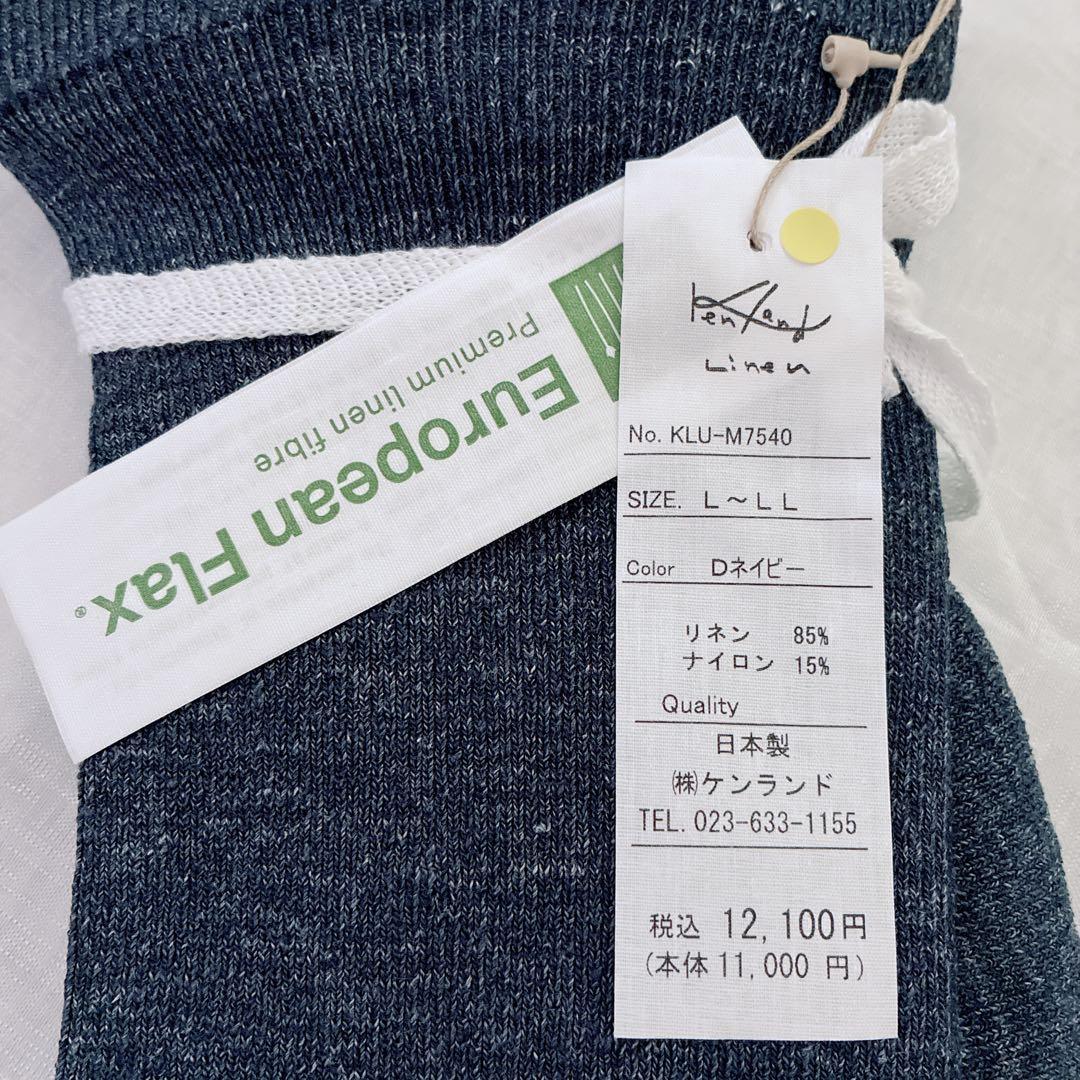 European Flax®
Premium linen fibre
Kenland
Linen
No. KLU-M7540
SIZE. L～LL
Color Dネイビー
リネン 85%
ナイロン 15%
Quality
日本製
㈱ケンランド
TEL. 023-633-1155
税込 12,100円
(本体11,000 円)